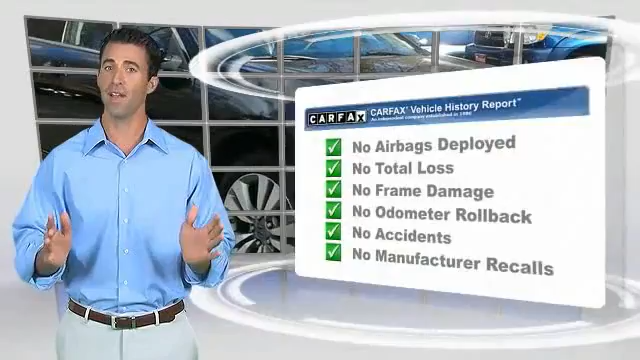 CARFAX
CARFAX® Vehicle History Report™
An independent company established in 1986
No Airbags Deployed
No Total Loss
No Frame Damage
No Odometer Rollback
No Accidents
No Manufacturer Recalls